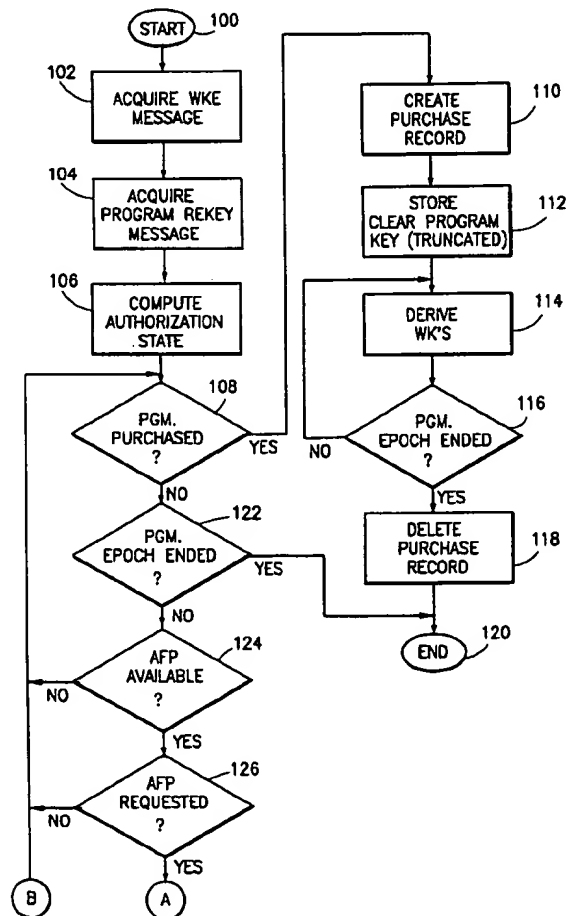 START
100
102
ACQUIRE WKE
MESSAGE
104
ACQUIRE
PROGRAM REKEY
MESSAGE
106
COMPUTE
AUTHORIZATION
STATE
108
PGM.
PURCHASED
?
YES
NO
122
PGM.
EPOCH ENDED
?
YES
NO
124
AFP
AVAILABLE
?
NO
YES
126
AFP
REQUESTED
?
NO
YES
B
A
110
CREATE
PURCHASE
RECORD
112
STORE
CLEAR PROGRAM
KEY (TRUNCATED)
114
DERIVE
WK'S
116
PGM.
EPOCH ENDED
?
NO
YES
118
DELETE
PURCHASE
RECORD
END
120